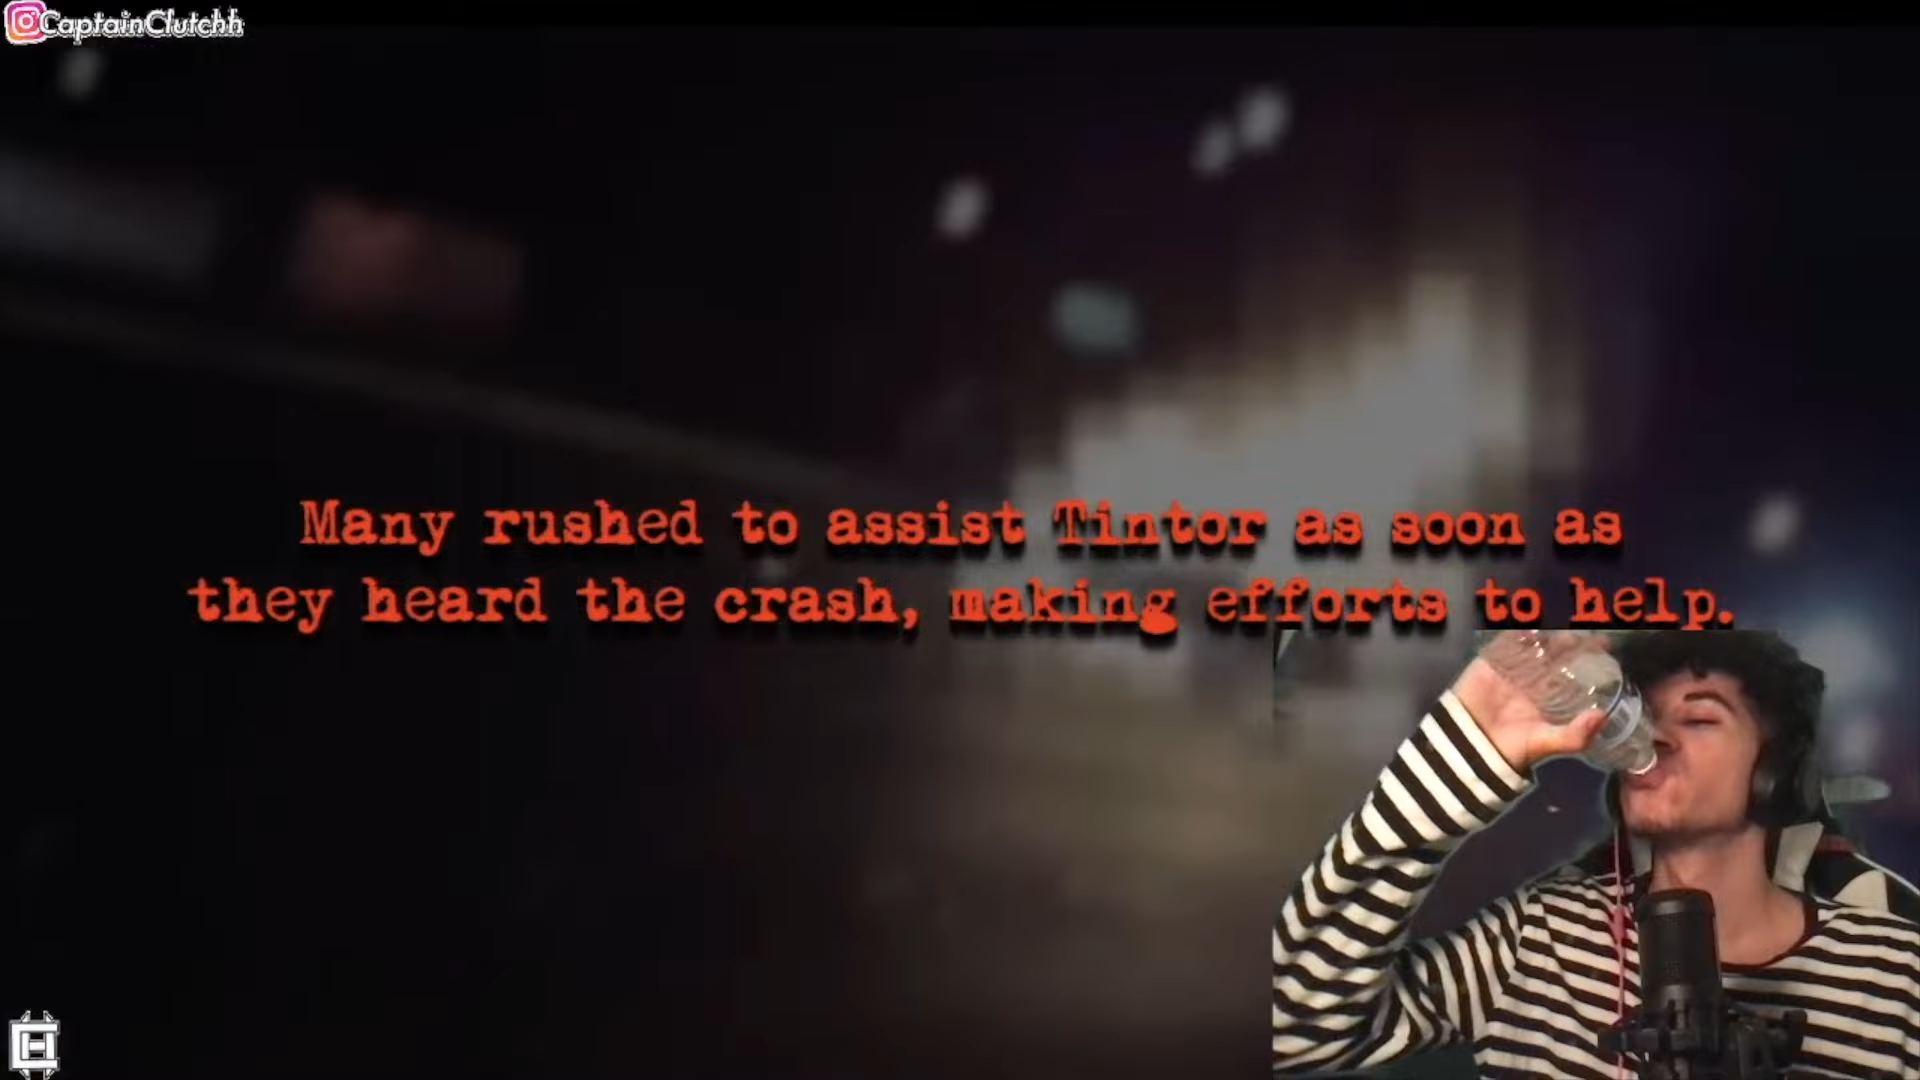 CaptainClutchh
Many rushed to assist Tintor as soon as
they heard the crash, making efforts to help.